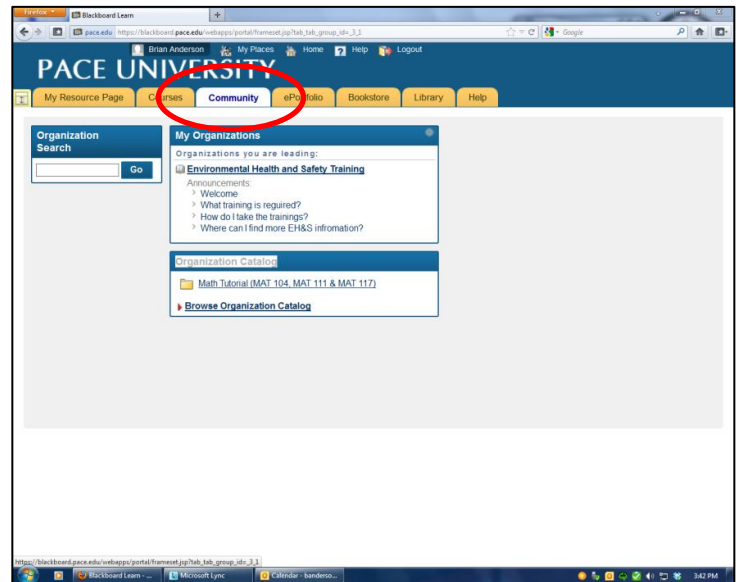 Firefox
Blackboard Learn
pace.edu https://blackboard.pace.edu/webapps/portal/frameset.jsp?tab_tab_group_id=_3_1
Google
Brian Anderson My Places Home Help Logout
PACE UNIVERSITY
My Resource Page Courses Community ePortfolio Bookstore Library Help
Organization Search
Go
My Organizations
Organizations you are leading:
Environmental Health and Safety Training
Announcements:
Welcome
What training is required?
How do I take the trainings?
Where can I find more EH&S infromation?
Organization Catalog
Math Tutorial (MAT 104, MAT 111 & MAT 117)
Browse Organization Catalog
https://blackboard.pace.edu/webapps/portal/frameset.jsp?tab_tab_group_id=_3_1
Blackboard Learn - ... Microsoft Lync Calendar - banderso... 3:42 PM